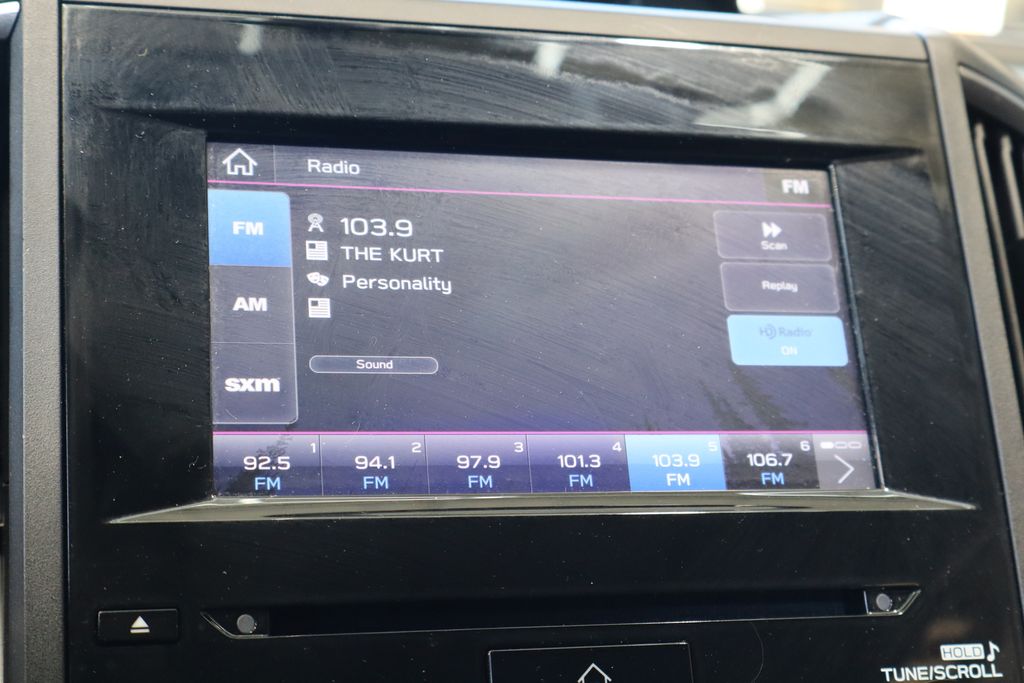 Radio
FM
FM
AM
sxm
103.9
THE KURT
Personality
Sound
Scan
Replay
HD Radio
ON
1
92.5
FM
2
94.1
FM
3
97.9
FM
4
101.3
FM
5
103.9
FM
6
106.7
FM
HOLD
TUNE/SCROLL